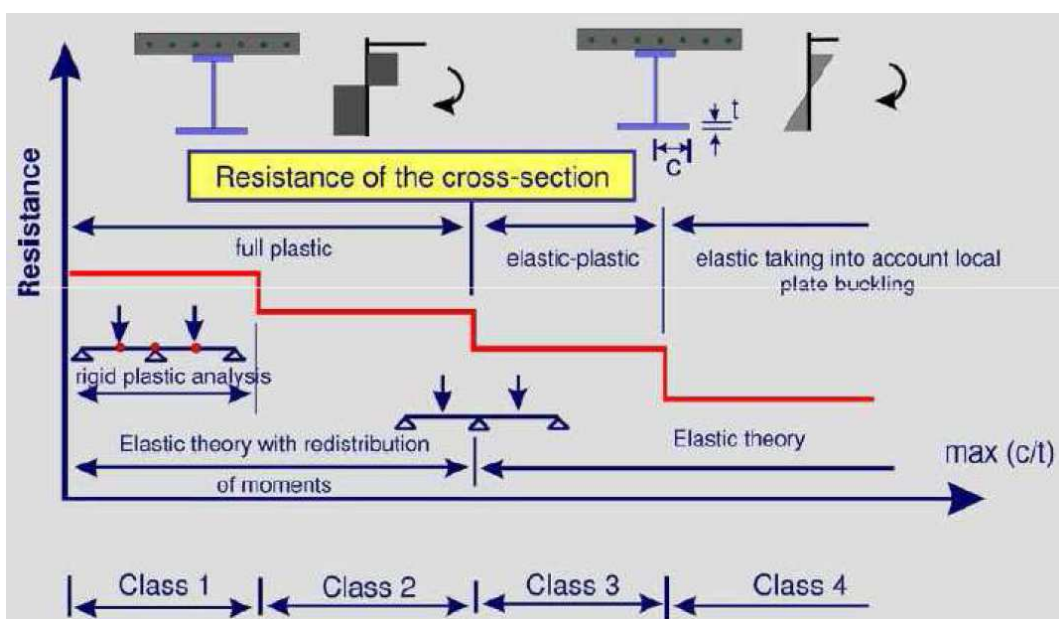 t
c
Resistance of the cross-section
Resistance
full plastic
elastic-plastic
elastic taking into account local
plate buckling
rigid plastic analysis
Elastic theory with redistribution
of moments
Elastic theory
max (c/t)
Class 1
Class 2
Class 3
Class 4